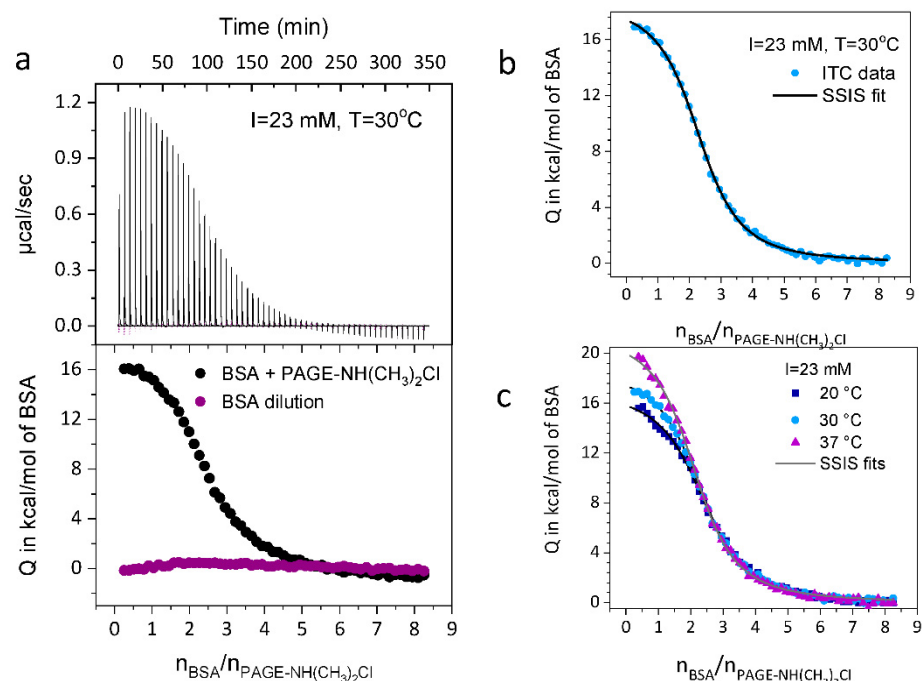 a
Time (min)
0 50 100 150 200 250 300 350
I=23 mM, T=30°C
1.2
0.9
0.6
0.3
0.0
µcal/sec
BSA + PAGE-NH(CH₃)₂Cl
BSA dilution
16
12
8
4
0
Q in kcal/mol of BSA
0 1 2 3 4 5 6 7 8 9
nBSA/nPAGE-NH(CH₃)₂Cl
b
I=23 mM, T=30°C
ITC data
SSIS fit
16
12
8
4
0
Q in kcal/mol of BSA
0 1 2 3 4 5 6 7 8 9
nBSA/nPAGE-NH(CH₃)₂Cl
c
I=23 mM
20 °C
30 °C
37 °C
SSIS fits
20
16
12
8
4
0
Q in kcal/mol of BSA
0 1 2 3 4 5 6 7 8 9
nBSA/nPAGE-NH(CH₃)₂Cl